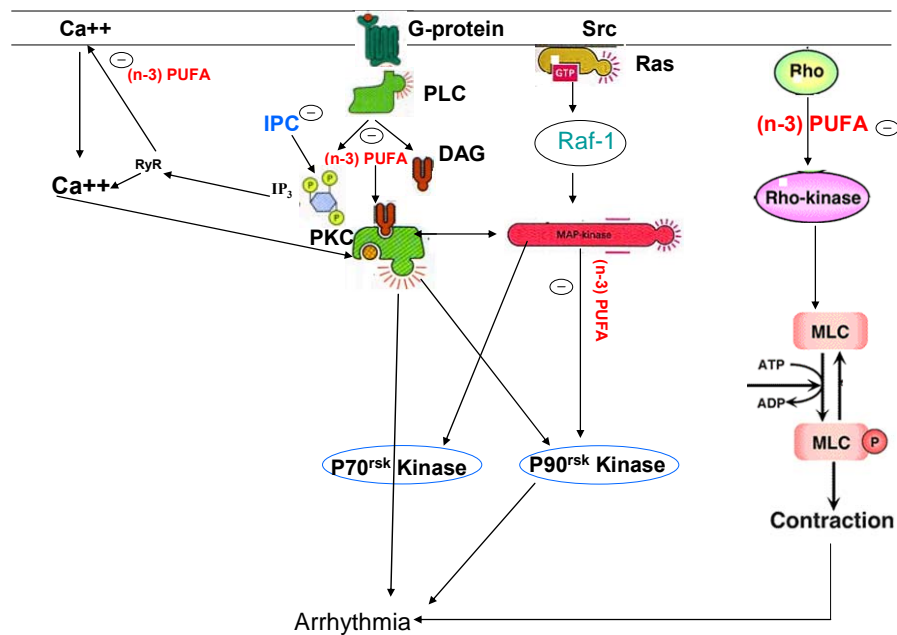 Ca++
G-protein
Src
(n-3) PUFA
PLC
GTP
Ras
Rho
IPC
(n-3) PUFA
DAG
Raf-1
(n-3) PUFA
RyR
Ca++
IP3
P
P
P
Rho-kinase
PKC
MAP-kinase
(n-3) PUFA
MLC
ATP
ADP
MLC
P
P70rsk Kinase
P90rsk Kinase
Contraction
Arrhythmia